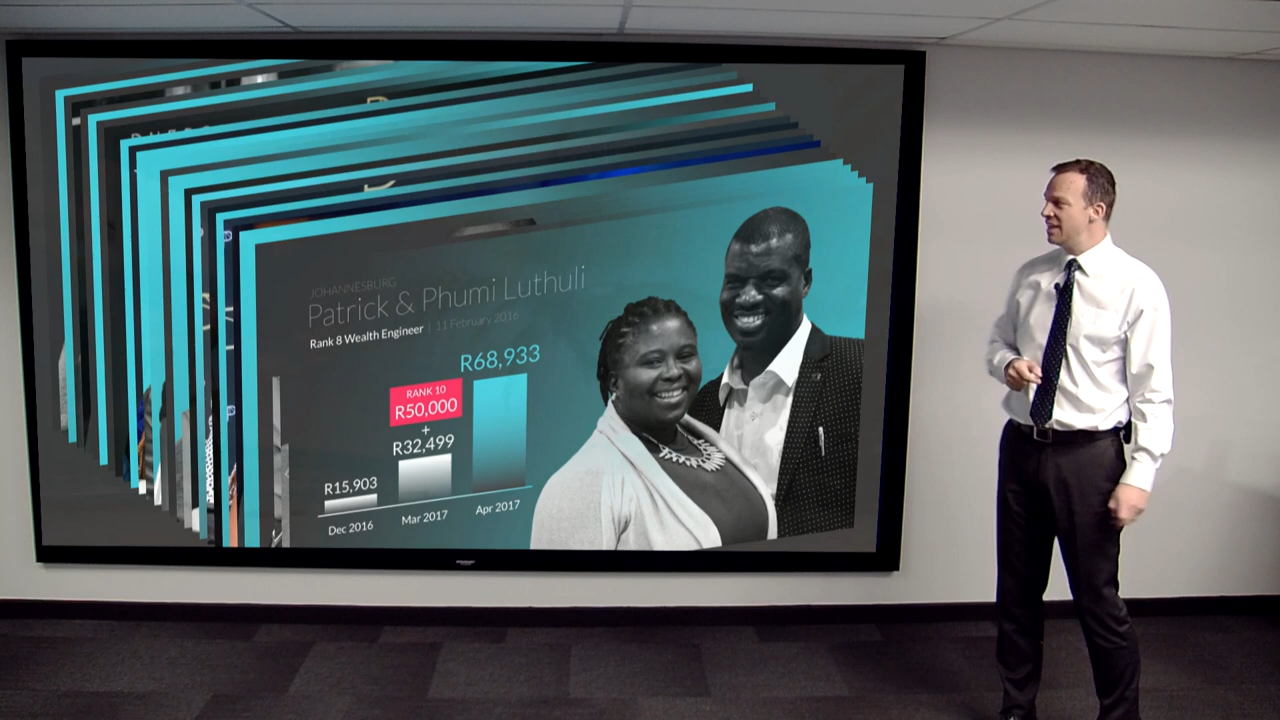 JOHANNESBURG
Patrick & Phumi Luthuli
Rank 8 Wealth Engineer | 11 February 2016
R68,933
RANK 10
R50,000
+
R32,499
R15,903
Dec 2016
Mar 2017
Apr 2017